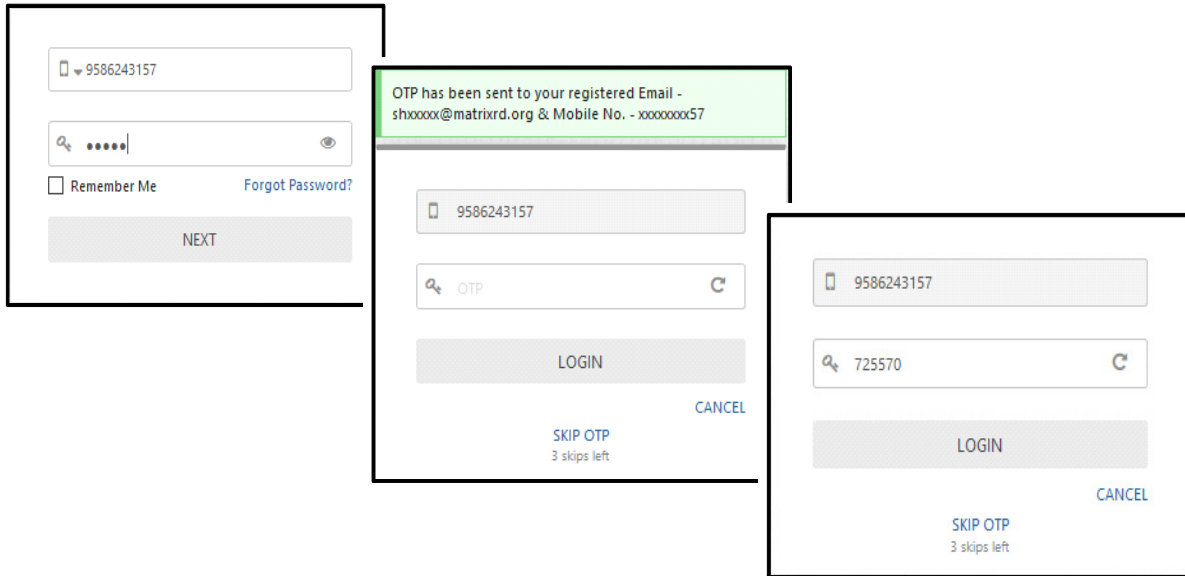 9586243157
•••••
Remember Me Forgot Password?
NEXT
OTP has been sent to your registered Email -
shxxxxx@matrixrd.org & Mobile No. - xxxxxxxx57
9586243157
OTP
LOGIN
CANCEL
SKIP OTP
3 skips left
9586243157
725570
LOGIN
CANCEL
SKIP OTP
3 skips left